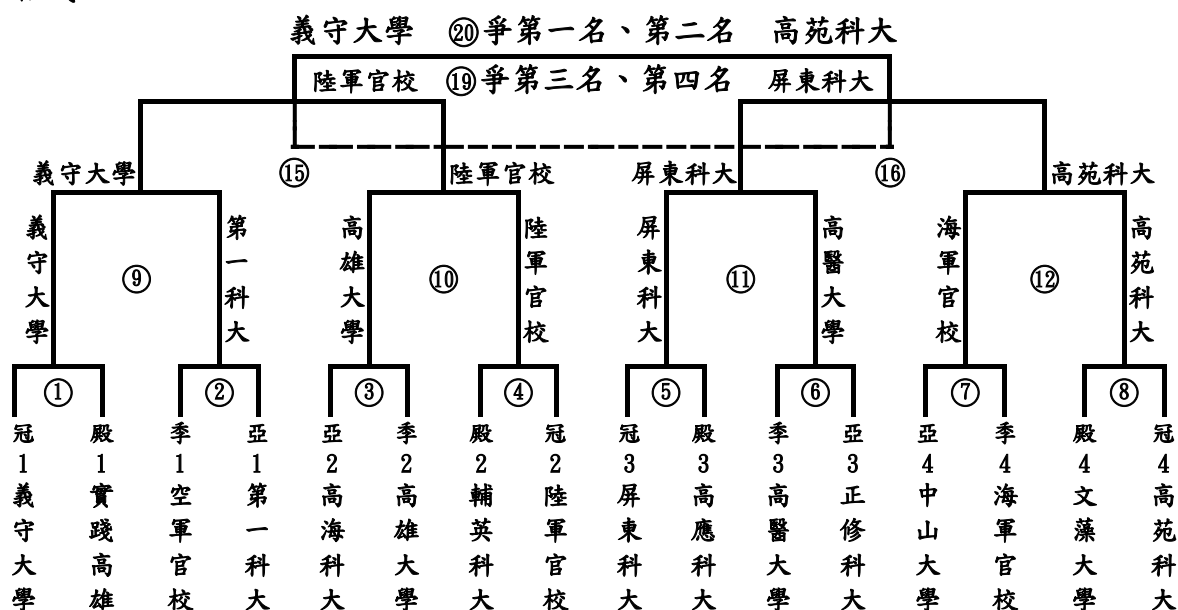 義守大學 ⑳爭第一名、第二名 高苑科大
陸軍官校 ⑲爭第三名、第四名 屏東科大
義守大學 ⑮ 陸軍官校 屏東科大 ⑯ 高苑科大
義守大學
⑨
第一科大
高雄大學
⑩
陸軍官校
屏東科大
⑪
高醫大學
海軍官校
⑫
高苑科大
① ② ③ ④ ⑤ ⑥ ⑦ ⑧
冠1義守大學
殿1實踐高雄
季1空軍官校
亞1第一科大
亞2高海科大
季2高雄大學
殿2輔英科大
冠2陸軍官校
冠3屏東科大
殿3高應科大
季3高醫大學
亞3正修科大
亞4中山大學
季4海軍官校
殿4文藻大學
冠4高苑科大